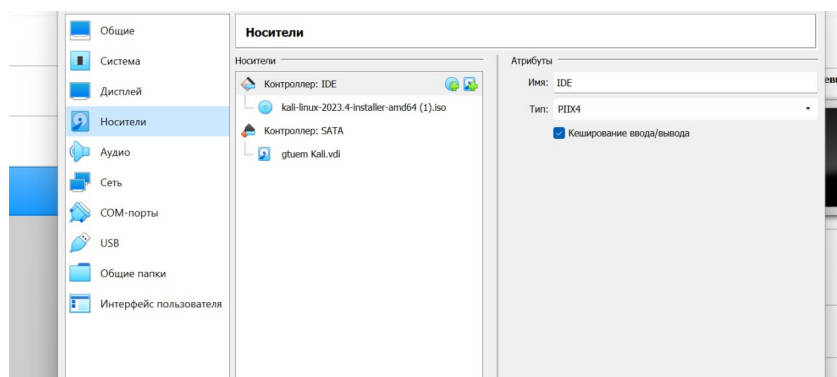 Общие
Система
Дисплей
Носители
Аудио
Сеть
COM-порты
USB
Общие папки
Интерфейс пользователя
Носители
Носители
Контроллер: IDE
kali-linux-2023.4-installer-amd64 (1).iso
Контроллер: SATA
gtuem Kali.vdi
Атрибуты
Имя: IDE
Тип: PIIX4
Кеширование ввода/вывода